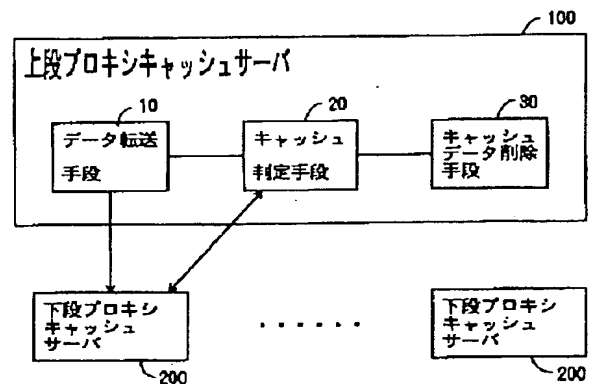 100
上段プロキシキャッシュサーバ
10
20
30
データ転送
手段
キャッシュ
判定手段
キャッシュ
データ削除
手段
下段プロキシ
キャッシュ
サーバ
200
下段プロキシ
キャッシュ
サーバ
200